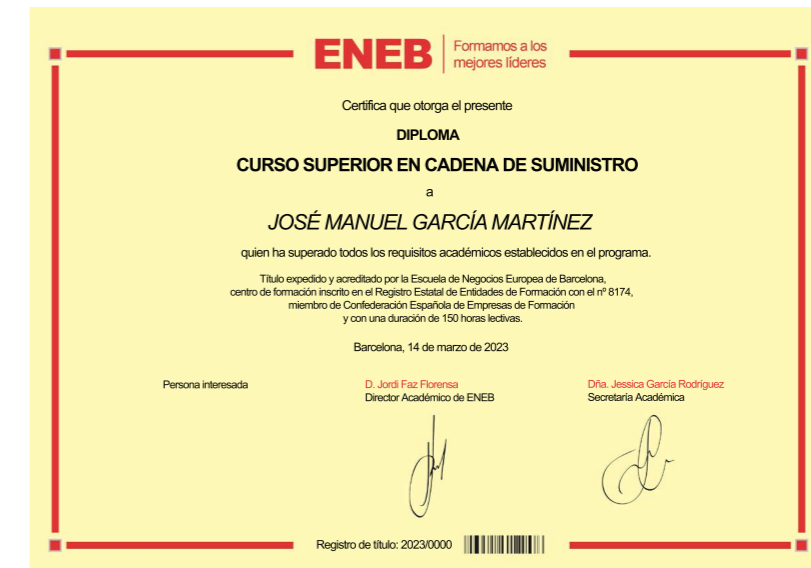 ENEB
Formamos a los
mejores líderes
Certifica que otorga el presente
DIPLOMA
CURSO SUPERIOR EN CADENA DE SUMINISTRO
a
JOSÉ MANUEL GARCÍA MARTÍNEZ
quien ha superado todos los requisitos académicos establecidos en el programa.
Título expedido y acreditado por la Escuela de Negocios Europea de Barcelona,
centro de formación inscrito en el Registro Estatal de Entidades de Formación con el nº 8174,
miembro de Confederación Española de Empresas de Formación
y con una duración de 150 horas lectivas.
Barcelona, 14 de marzo de 2023
Persona interesada
D. Jordi Faz Florensa
Director Académico de ENEB
Dña. Jessica García Rodríguez
Secretaría Académica
Registro de título: 2023/0000